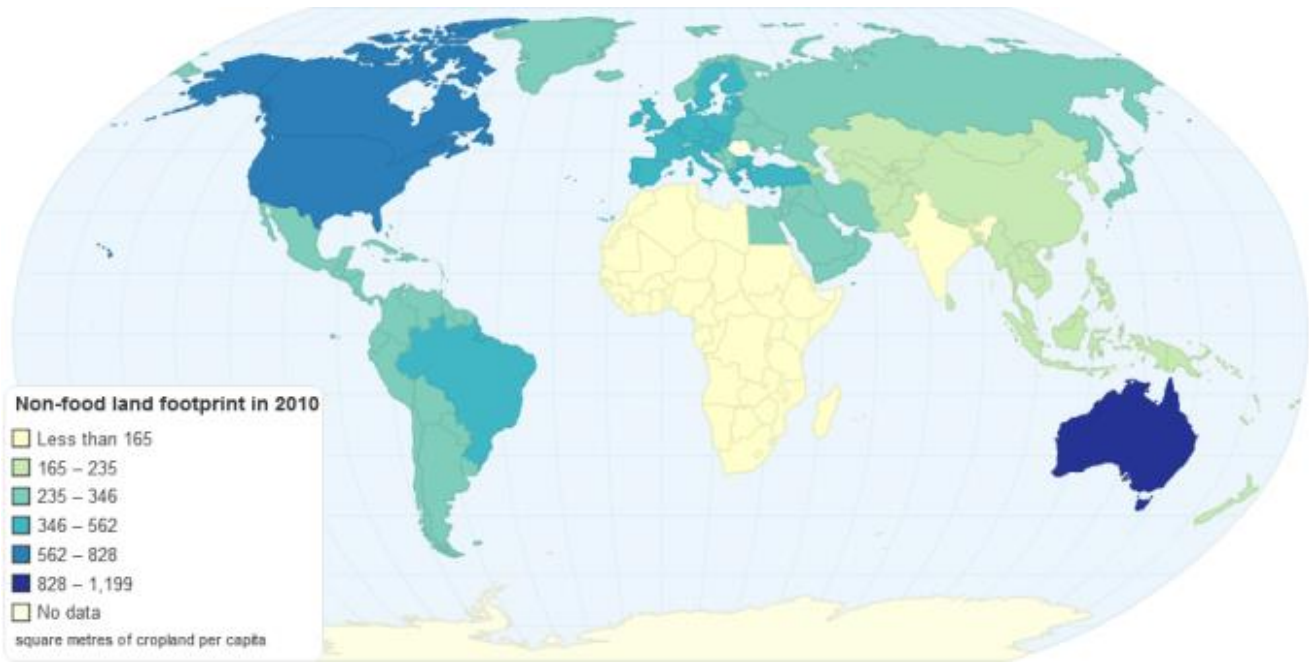 Non-food land footprint in 2010
Less than 165
165 – 235
235 – 346
346 – 562
562 – 828
828 – 1,199
No data
square metres of cropland per capita